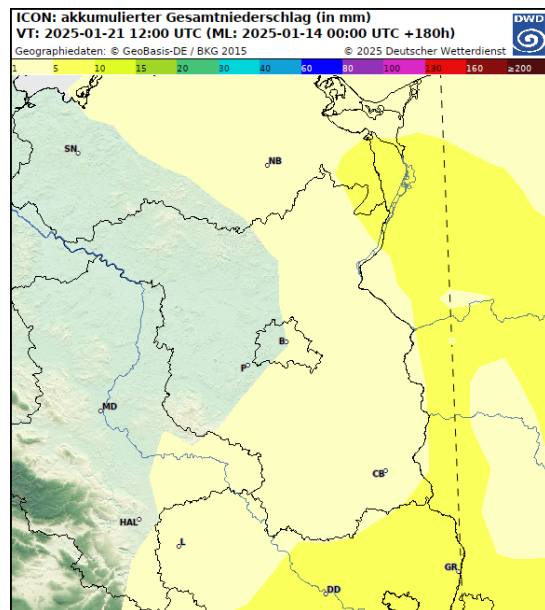 ICON: akkumulierter Gesamtniederschlag (in mm)
VT: 2025-01-21 12:00 UTC (ML: 2025-01-14 00:00 UTC +180h)
Geographiedaten: © GeoBasis-DE / BKG 2015 © 2025 Deutscher Wetterdienst
DWD
1 5 10 15 20 30 40 60 80 100 130 160 ≥200
SN
NB
B
P
MD
CB
HAL
L
GR
DD